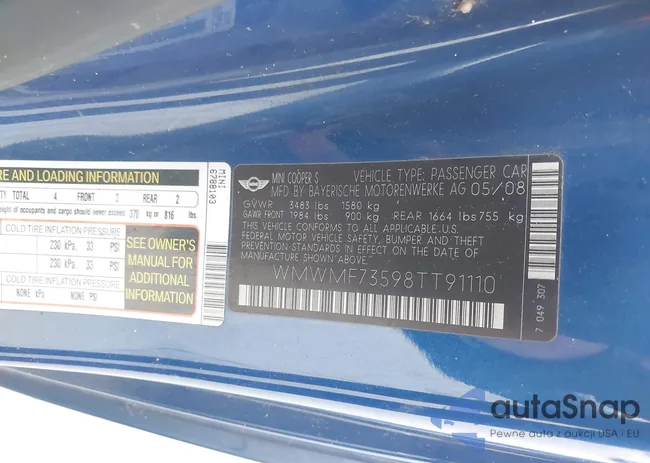 RE AND LOADING INFORMATION
TY TOTAL 4 FRONT 2 REAR 2
eight of occupants and cargo should never exceed 370 kg or 816 lbs.
COLD TIRE INFLATION PRESSURE
230 kPa, 33 PSI
230 kPa, 33 PSI
COLD TIRE INFLATION PRESSURE
NONE kPa, NONE PSI
SEE OWNER'S
MANUAL FOR
ADDITIONAL
INFORMATION
MINI
6788103
MINI
MINI COOPER S VEHICLE TYPE: PASSENGER CAR
MFD BY BAYERISCHE MOTORENWERKE AG 05/08
GVWR 3483 lbs 1580 kg
GAWR FRONT 1984 lbs 900 kg REAR 1664 lbs 755 kg
THIS VEHICLE CONFORMS TO ALL APPLICABLE
FEDERAL MOTOR VEHICLE SAFETY, BUMPER, AND THEFT
PREVENTION STANDARDS IN EFFECT ON THE DATE OF
MANUFACTURE SHOWN ABOVE.
WMWMF73598TT91110
7 049 307
autaSnap
Pewne auta z aukcji USA i EU